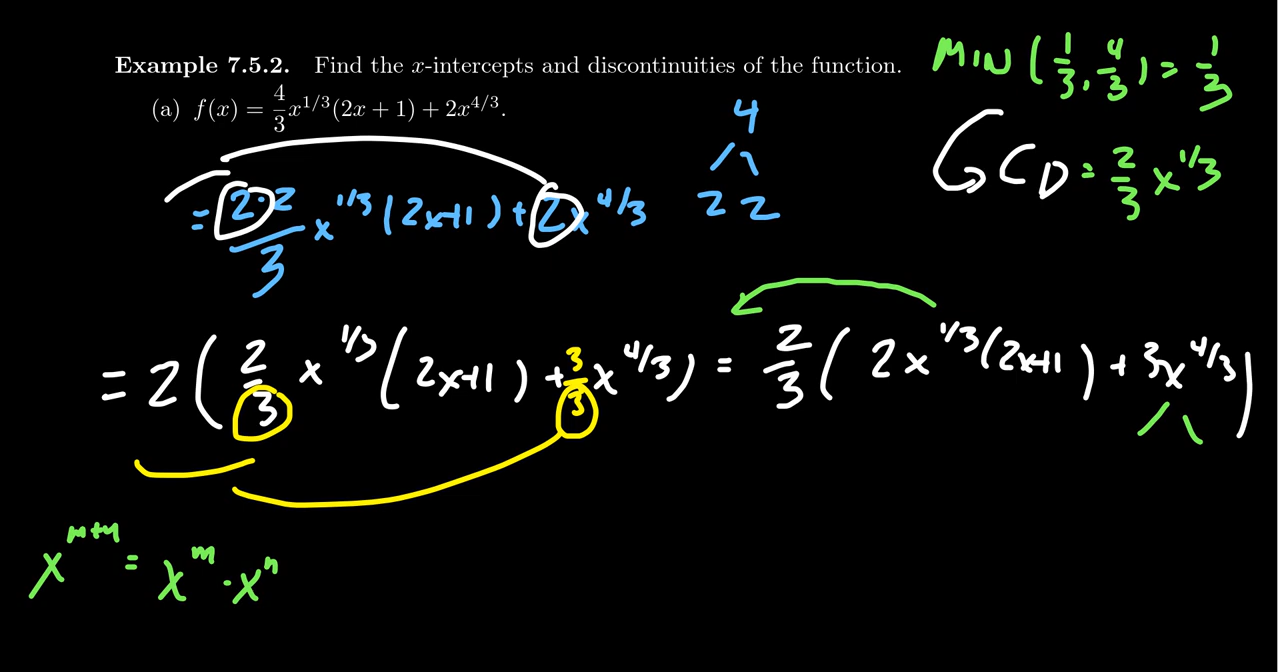 Example 7.5.2. Find the x-intercepts and discontinuities of the function.
(a) f(x) = 4/3 x^{1/3}(2x + 1) + 2x^{4/3}.
MIN (1/3, 4/3) = 1/3
GCD = 2/3 x^{1/3}
4
2 2
= 2·2/3 x^{1/3} (2x+1) + 2x^{4/3}
= 2 ( 2/3 x^{1/3} (2x+1) + 3/3 x^{4/3} ) = 2/3 ( 2x^{1/3} (2x+1) + 3x^{4/3} )
x^{m+n} = x^m · x^n